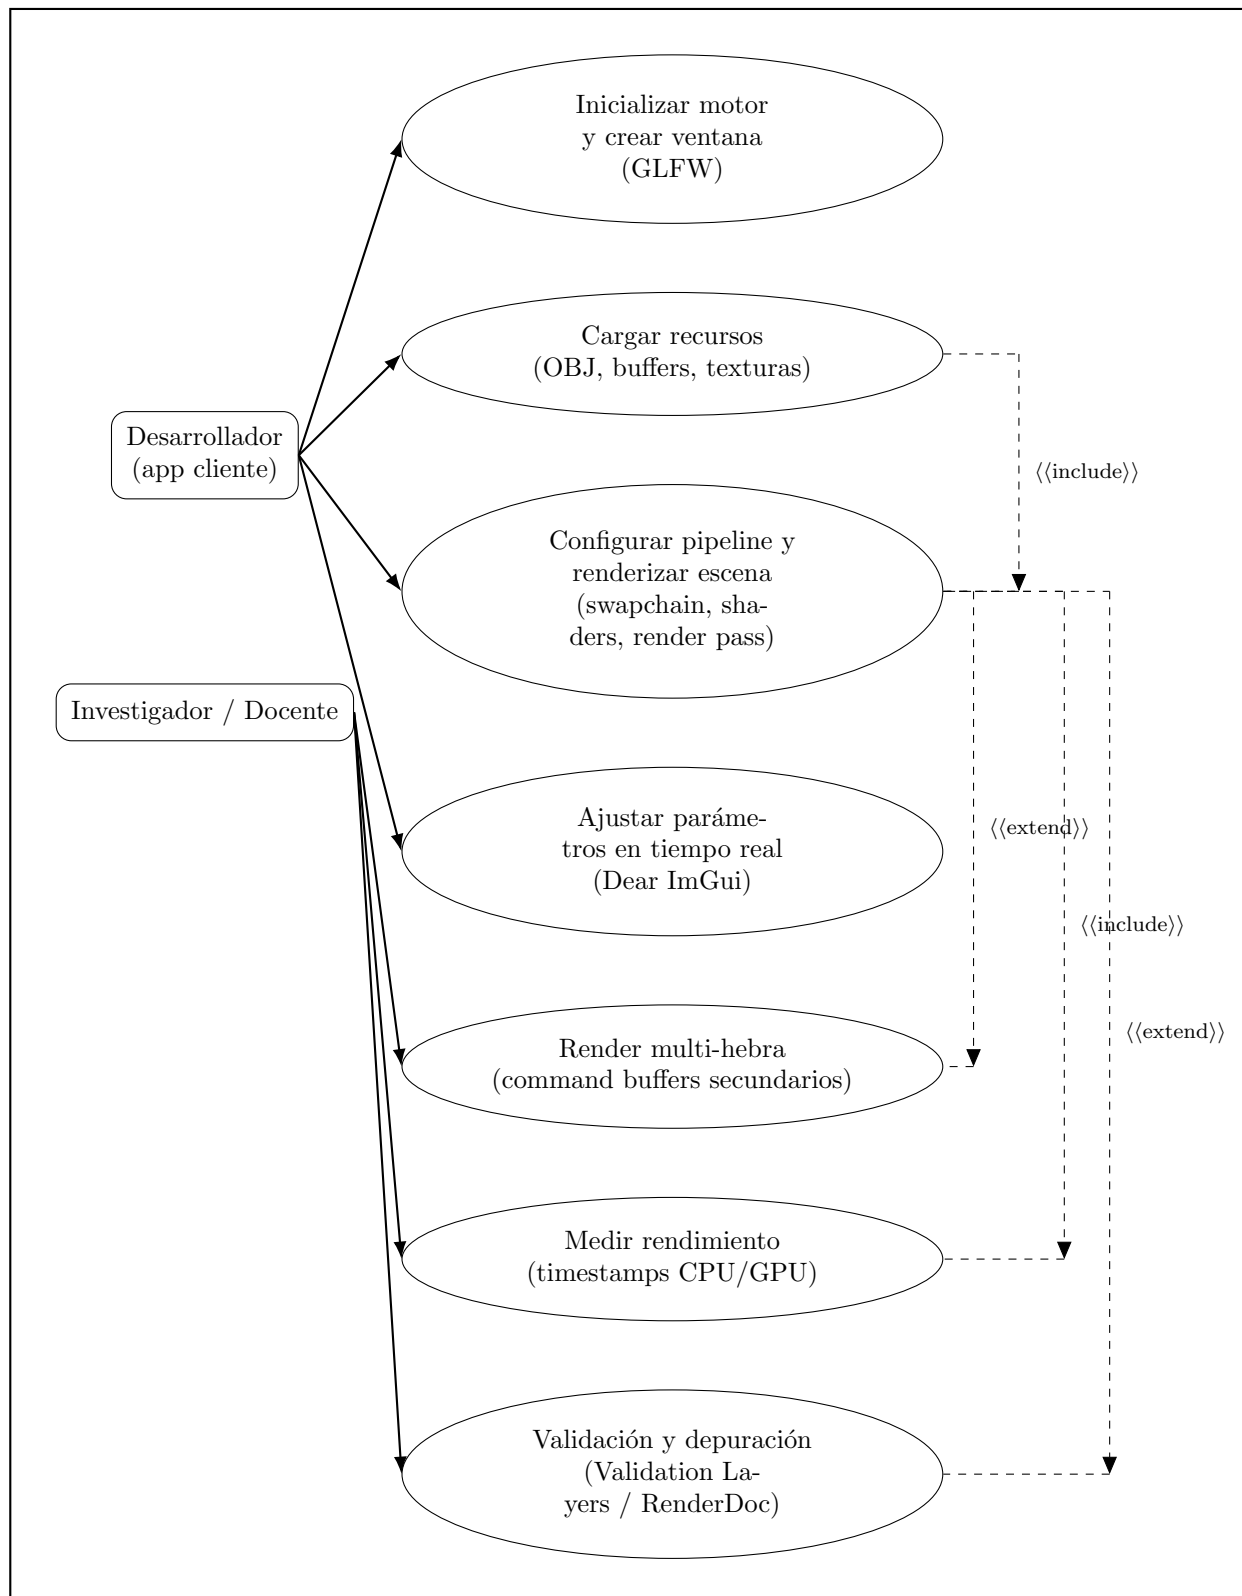 Inicializar motor
y crear ventana
(GLFW)
Cargar recursos
(OBJ, buffers, texturas)
Desarrollador
(app cliente)
⟨⟨include⟩⟩
Configurar pipeline y
renderizar escena
(swapchain, sha-
ders, render pass)
Investigador / Docente
Ajustar paráme-
tros en tiempo real
(Dear ImGui)
⟨⟨extend⟩⟩
⟨⟨include⟩⟩
⟨⟨extend⟩⟩
Render multi-hebra
(command buffers secundarios)
Medir rendimiento
(timestamps CPU/GPU)
Validación y depuración
(Validation La-
yers / RenderDoc)